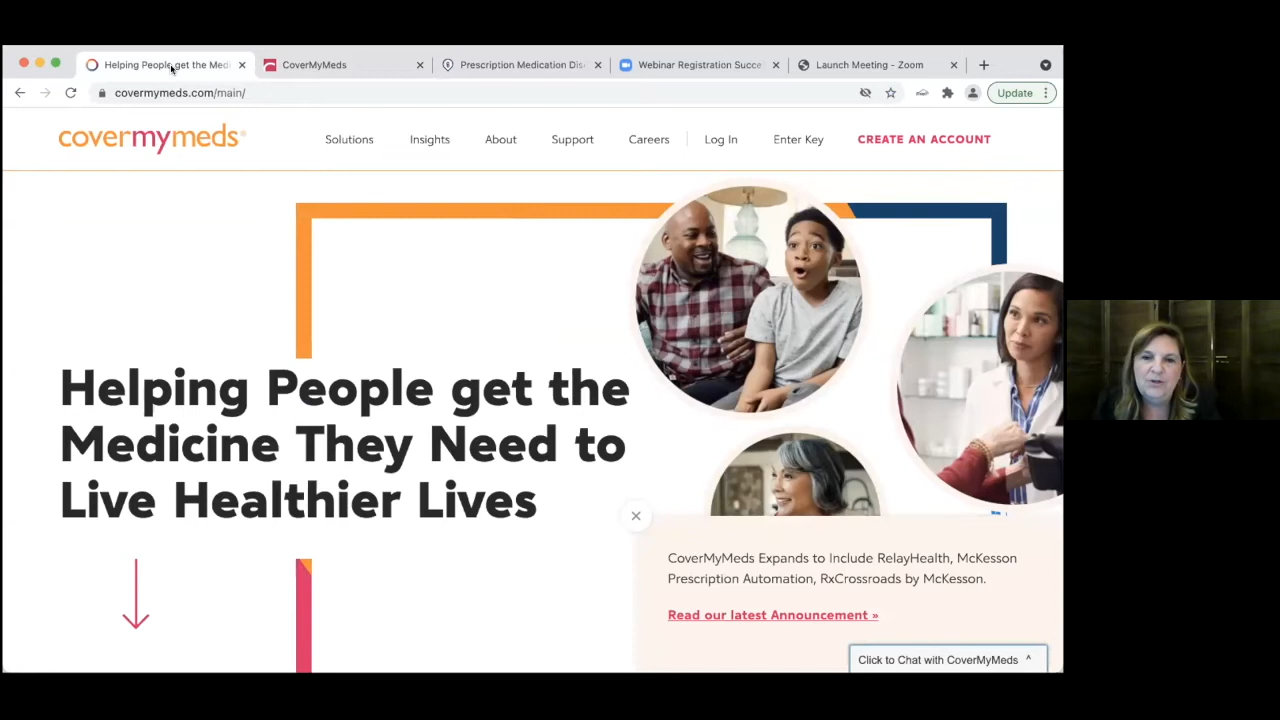 Helping People get the Medi
CoverMyMeds
Prescription Medication Dis
Webinar Registration Succe
Launch Meeting - Zoom
covermymeds.com/main/
Update
covermymeds®
Solutions
Insights
About
Support
Careers
Log In
Enter Key
CREATE AN ACCOUNT
Helping People get the
Medicine They Need to
Live Healthier Lives
CoverMyMeds Expands to Include RelayHealth, McKesson
Prescription Automation, RxCrossroads by McKesson.
Read our latest Announcement »
Click to Chat with CoverMyMeds